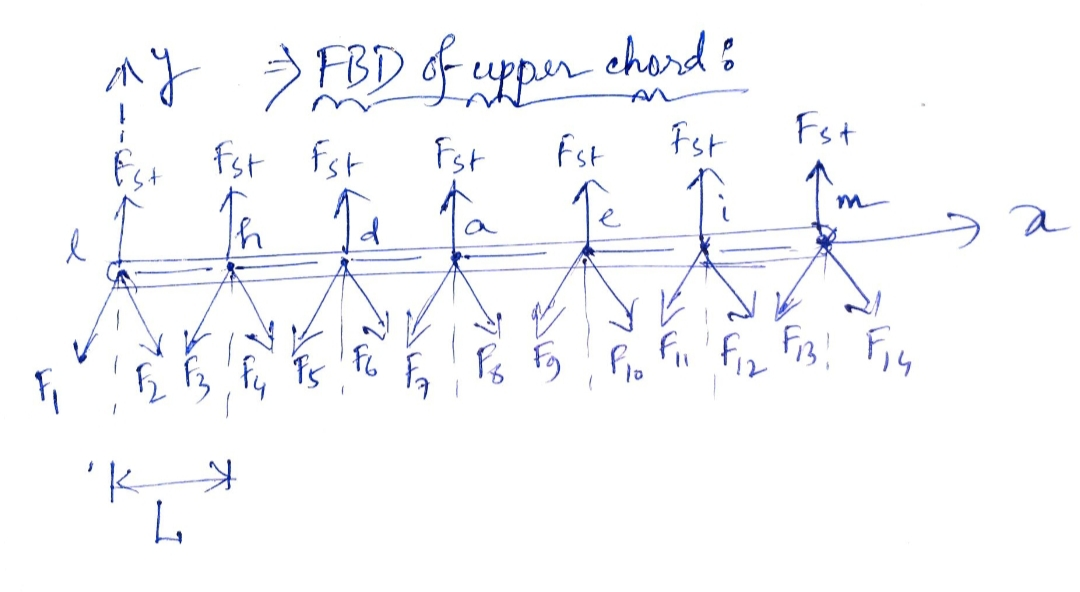 y ⇒ FBD of upper chord :
Fst Fst Fst Fst Fst Fst Fst
l h d a e i m x
F1 F2 F3 F4 F5 F6 F7 F8 F9 F10 F11 F12 F13 F14
L